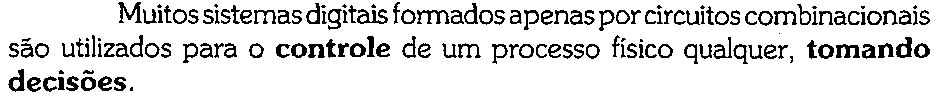 Muitos sistemas digitais formados apenas por circuitos combinacionais
são utilizados para o controle de um processo físico qualquer, tomando
decisões.